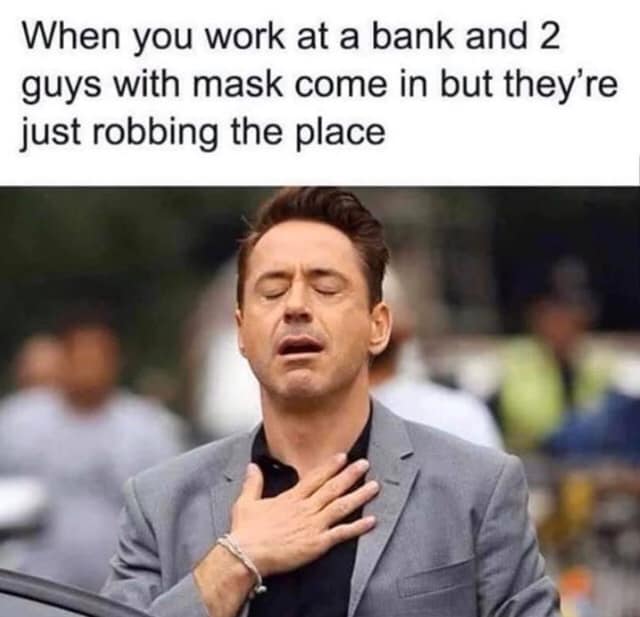 When you work at a bank and 2
guys with mask come in but they're
just robbing the place